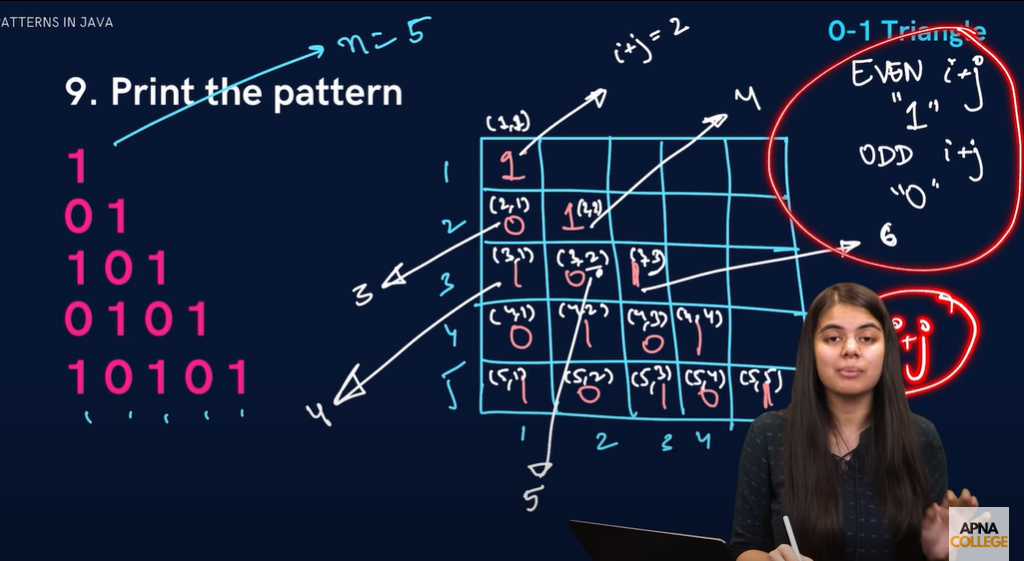 PATTERNS IN JAVA
n = 5
i+j = 2
0-1 Triangle
9. Print the pattern
4
EVEN i+j
"1"
ODD i+j
"0"
(1,1)
1
0 1
1 0 1
0 1 0 1
1 0 1 0 1
1 1
2 (2,1) 0 1 (2,2)
6
3
3 (3,1) 1 (3,2) 0 (3,3) 1
4 (4,1) 0 (4,2) 1 (4,3) 0 (4,4) 1
i+j
5 (5,1) 1 (5,2) 0 (5,3) 1 (5,4) 0 (5,5) 1
4
1 2 3 4
5
APNA
COLLEGE